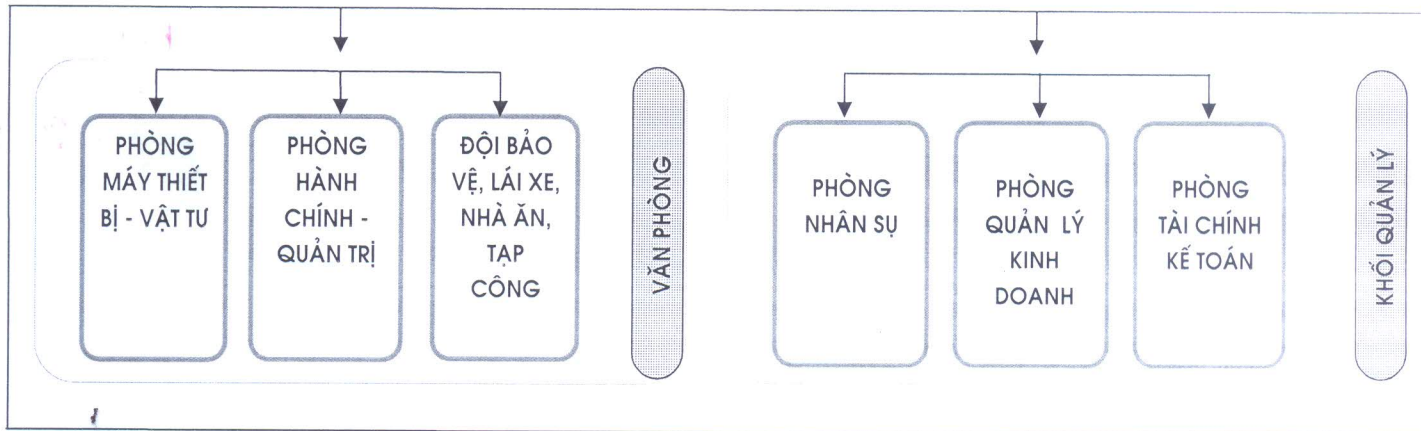 PHÒNG
MÁY THIẾT
BỊ - VẬT TƯ
PHÒNG
HÀNH
CHÍNH -
QUẢN TRỊ
ĐỘI BẢO
VỆ, LÁI XE,
NHÀ ĂN,
TẠP
CÔNG
VĂN PHÒNG
PHÒNG
NHÂN SỰ
PHÒNG
QUẢN LÝ
KINH
DOANH
PHÒNG
TÀI CHÍNH
KẾ TOÁN
KHỐI QUẢN LÝ